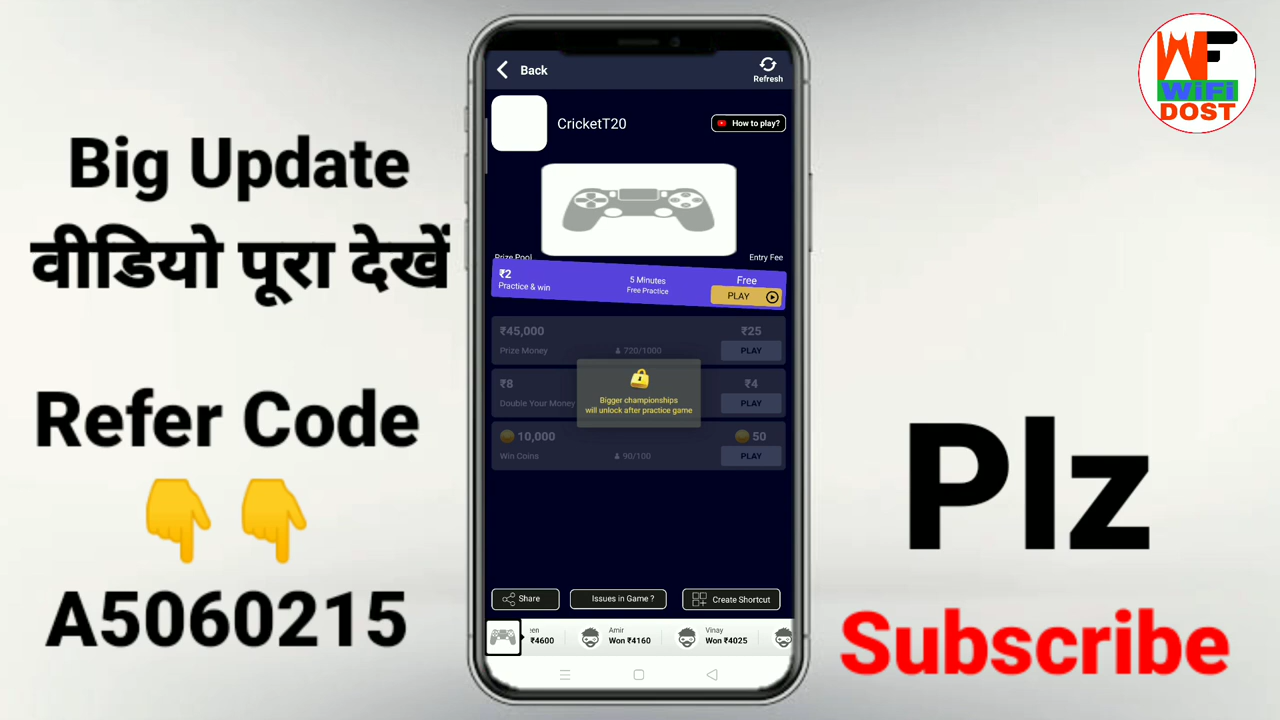 Big Update
वीडियो पूरा देखें
Refer Code
👇 👇
A5060215
Back
Refresh
CricketT20
How to play?
Prize Pool
Entry Fee
₹2
Practice & win
5 Minutes
Free Practice
Free
PLAY
₹45,000
₹25
Prize Money
720/1000
PLAY
₹8
₹4
Double Your Money
PLAY
Bigger championships
will unlock after practice game
10,000
50
Win Coins
90/100
PLAY
Share
Issues in Game ?
Create Shortcut
een
₹4600
Amir
Won ₹4160
Vinay
Won ₹4025
WF
WiFi
DOST
Plz
Subscribe